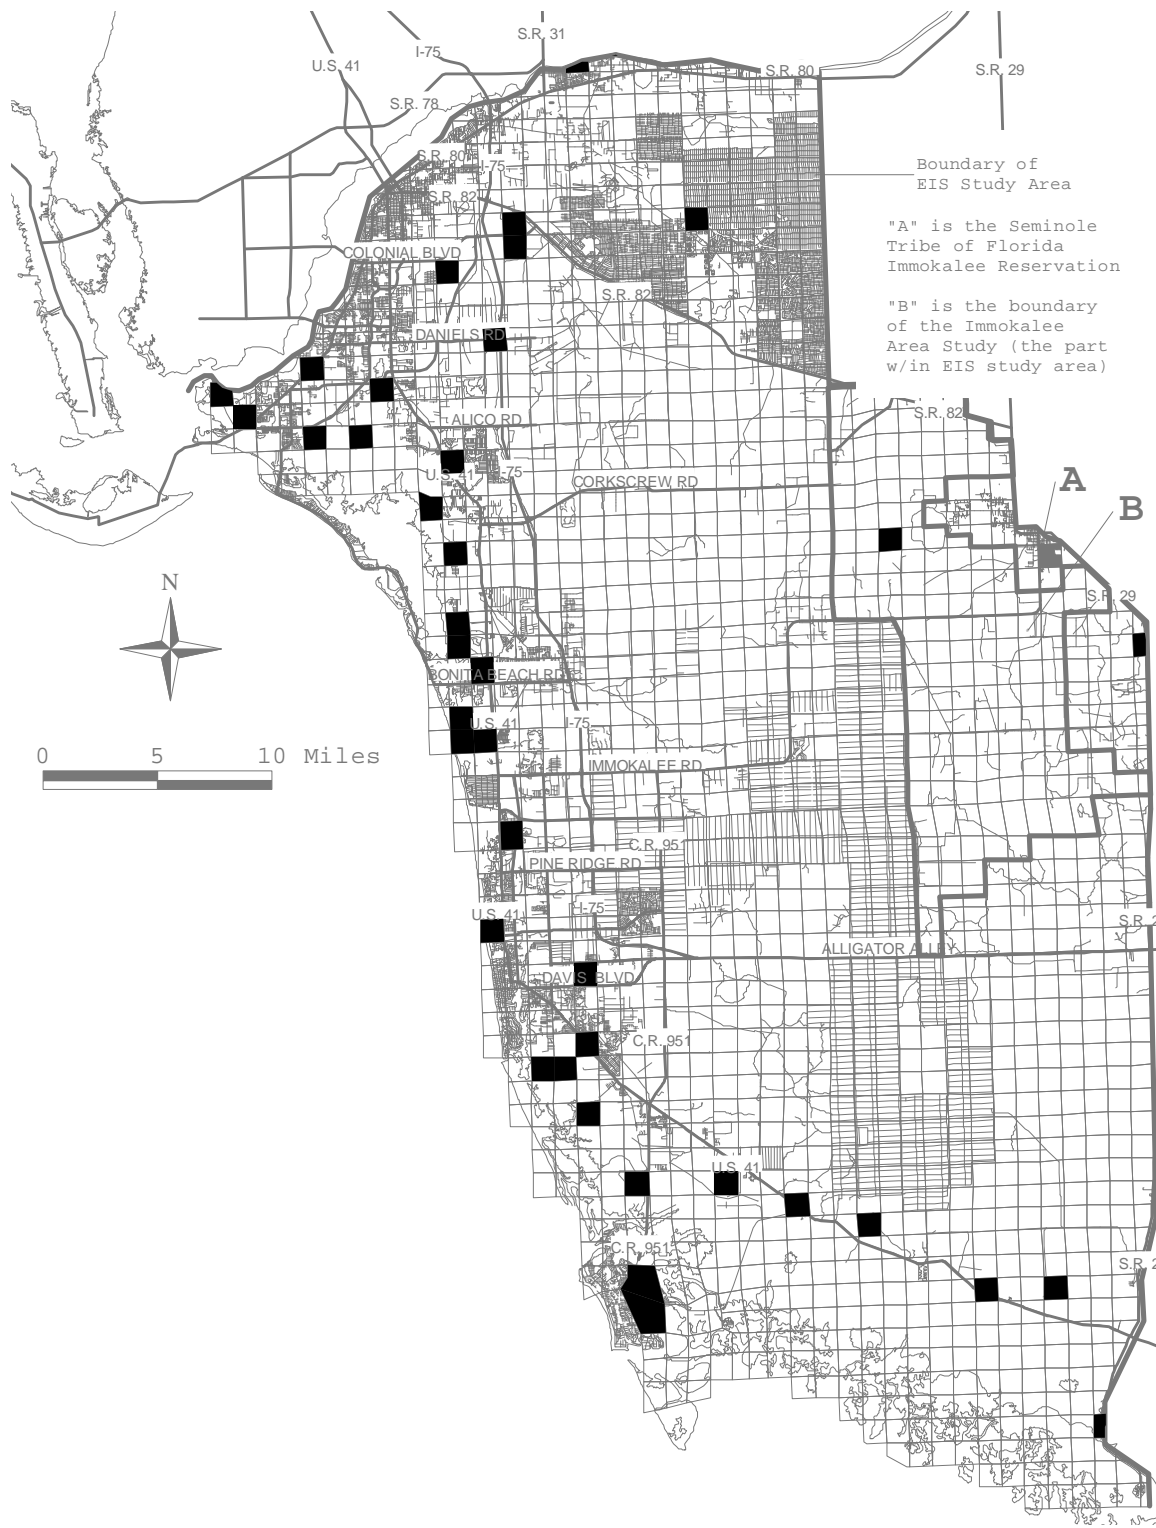 S.R. 31
I-75
U.S. 41
S.R. 80
S.R. 29
S.R. 78
S.R. 80
I-75
Boundary of
EIS Study Area
S.R. 82
"A" is the Seminole
Tribe of Florida
Immokalee Reservation
COLONIAL BLVD
S.R. 82
"B" is the boundary
of the Immokalee
Area Study (the part
w/in EIS study area)
DANIELS RD
S.R. 82
ALICO RD
U.S. 41
I-75
CORKSCREW RD
A
B
N
S.R. 29
BONITA BEACH RD
U.S. 41
I-75
0 5 10 Miles
IMMOKALEE RD
C.R. 951
PINE RIDGE RD
U.S. 41
I-75
S.R. 2
ALLIGATOR ALLEY
DAVIS BLVD
C.R. 951
U.S. 41
C.R. 951
S.R. 2